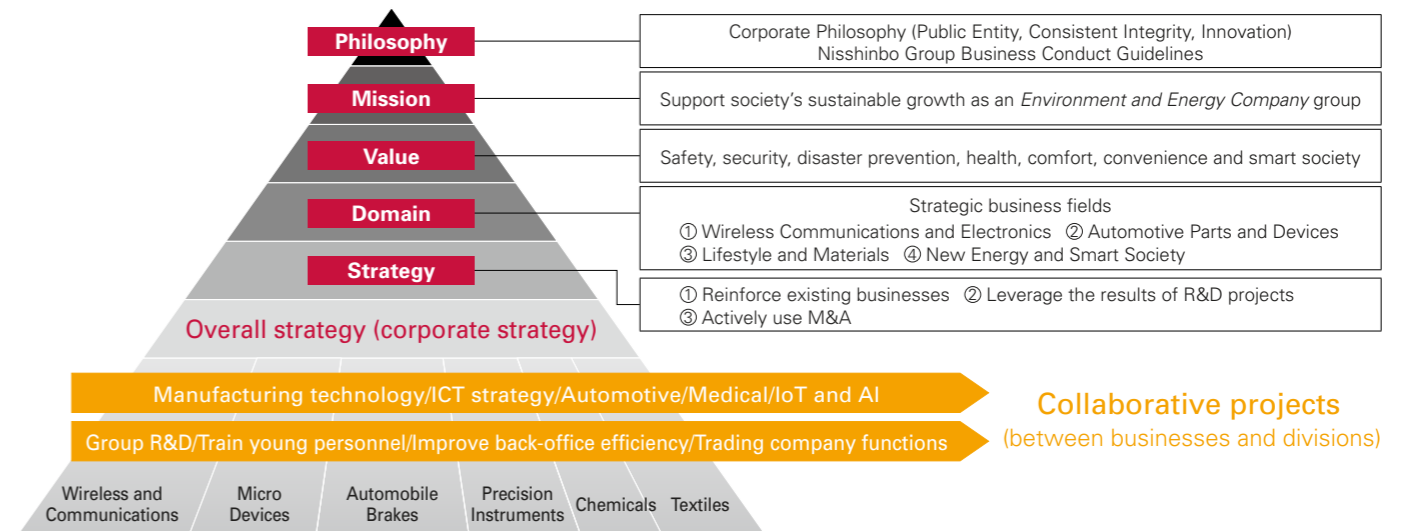 Philosophy
Corporate Philosophy (Public Entity, Consistent Integrity, Innovation)
Nisshinbo Group Business Conduct Guidelines
Mission
Support society's sustainable growth as an Environment and Energy Company group
Value
Safety, security, disaster prevention, health, comfort, convenience and smart society
Domain
Strategic business fields
① Wireless Communications and Electronics ② Automotive Parts and Devices
③ Lifestyle and Materials ④ New Energy and Smart Society
Strategy
① Reinforce existing businesses ② Leverage the results of R&D projects
③ Actively use M&A
Overall strategy (corporate strategy)
Manufacturing technology/ICT strategy/Automotive/Medical/IoT and AI
Group R&D/Train young personnel/Improve back-office efficiency/Trading company functions
Collaborative projects
(between businesses and divisions)
Wireless and
Communications
Micro
Devices
Automobile
Brakes
Precision
Instruments
Chemicals
Textiles